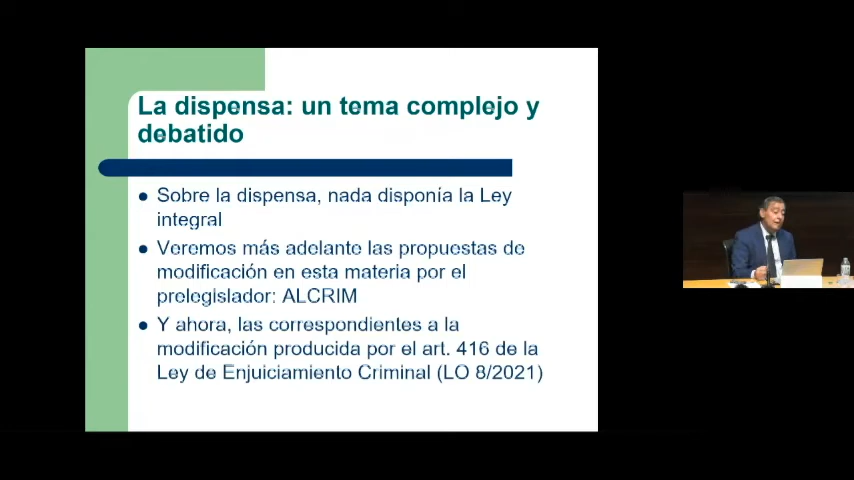 La dispensa: un tema complejo y
debatido
Sobre la dispensa, nada disponía la Ley
integral
Veremos más adelante las propuestas de
modificación en esta materia por el
prelegislador: ALCRIM
Y ahora, las correspondientes a la
modificación producida por el art. 416 de la
Ley de Enjuiciamiento Criminal (LO 8/2021)